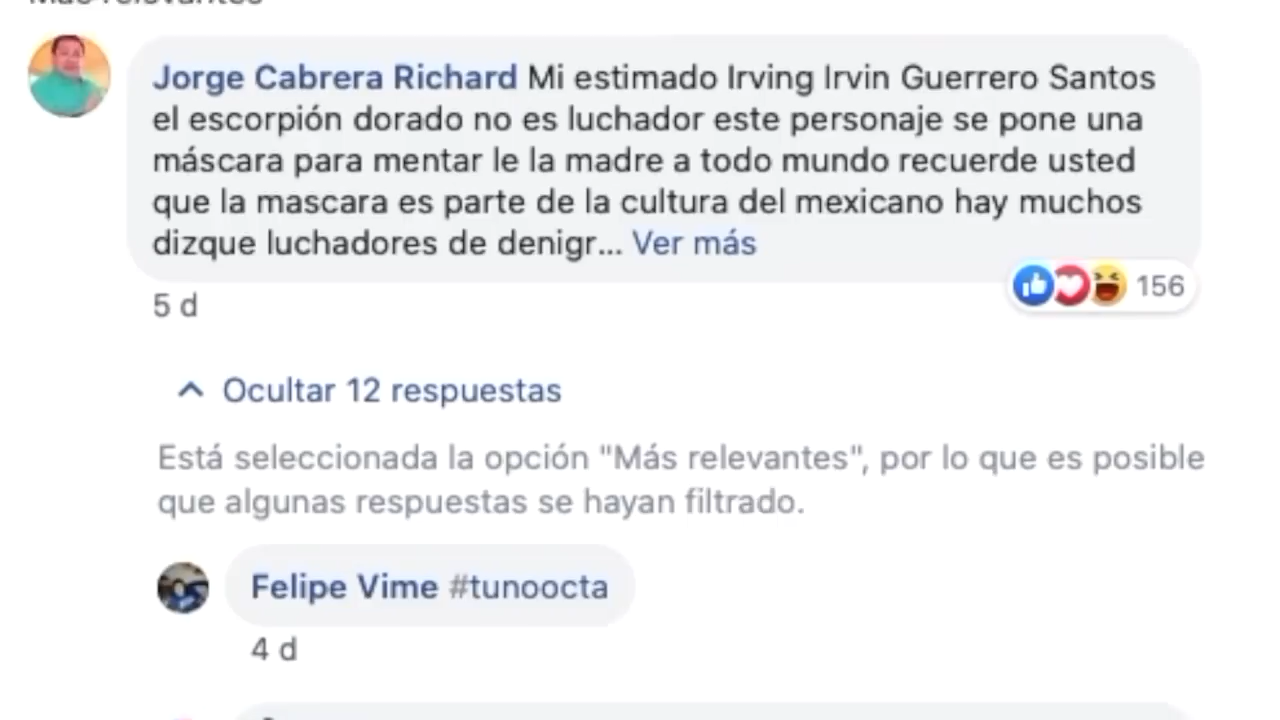 Más relevantes
Jorge Cabrera Richard Mi estimado Irving Irvin Guerrero Santos
el escorpión dorado no es luchador este personaje se pone una
máscara para mentar le la madre a todo mundo recuerde usted
que la mascara es parte de la cultura del mexicano hay muchos
dizque luchadores de denigr... Ver más
156
5 d
Ocultar 12 respuestas
Está seleccionada la opción "Más relevantes", por lo que es posible
que algunas respuestas se hayan filtrado.
Felipe Vime #tunoocta
4 d